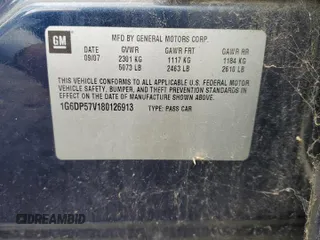 GM
MFD BY GENERAL MOTORS CORP.
DATE GVWR GAWR FRT GAWR RR
09/07 2301 KG 1117 KG 1184 KG
5073 LB 2463 LB 2610 LB
THIS VEHICLE CONFORMS TO ALL APPLICABLE U.S. FEDERAL MOTOR
VEHICLE SAFETY, BUMPER, AND THEFT PREVENTION STANDARDS
IN EFFECT ON THE DATE OF MANUFACTURE SHOWN ABOVE.
1G6DP57V180126913 TYPE: PASS CAR
DREAMBID